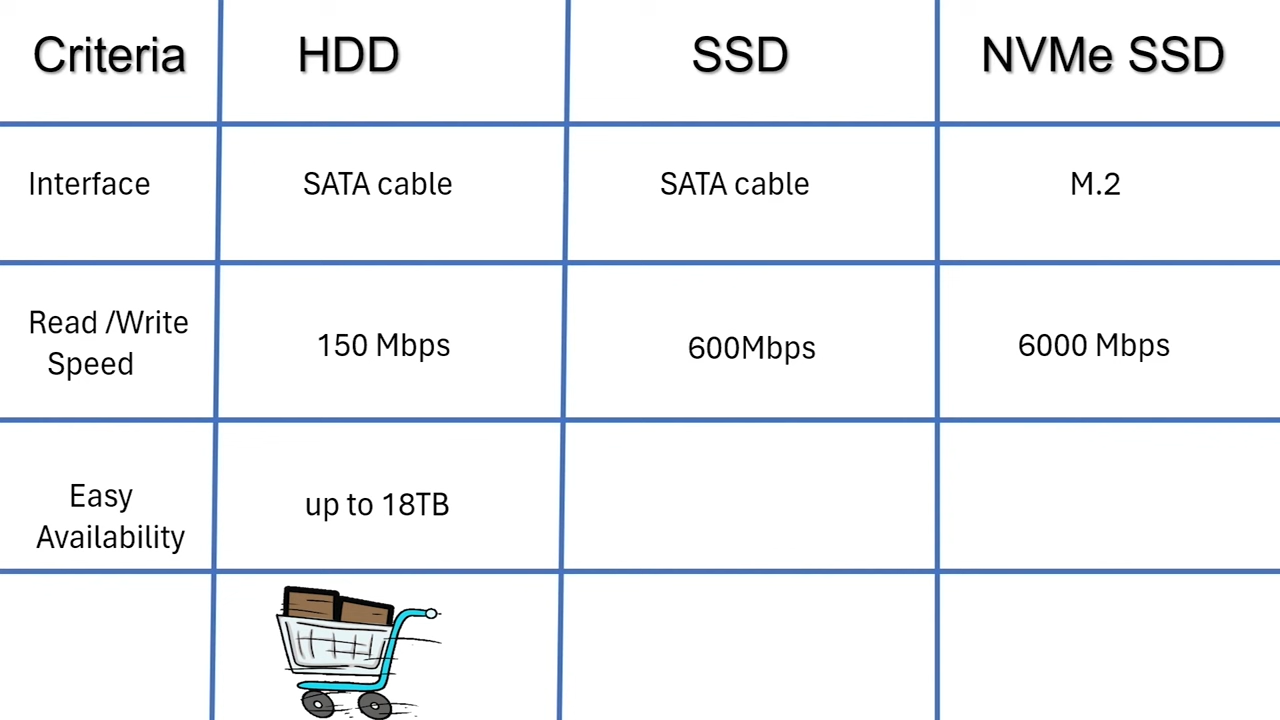 Criteria HDD SSD NVMe SSD
Interface SATA cable SATA cable M.2
Read /Write
Speed
150 Mbps 600Mbps 6000 Mbps
Easy
Availability
up to 18TB